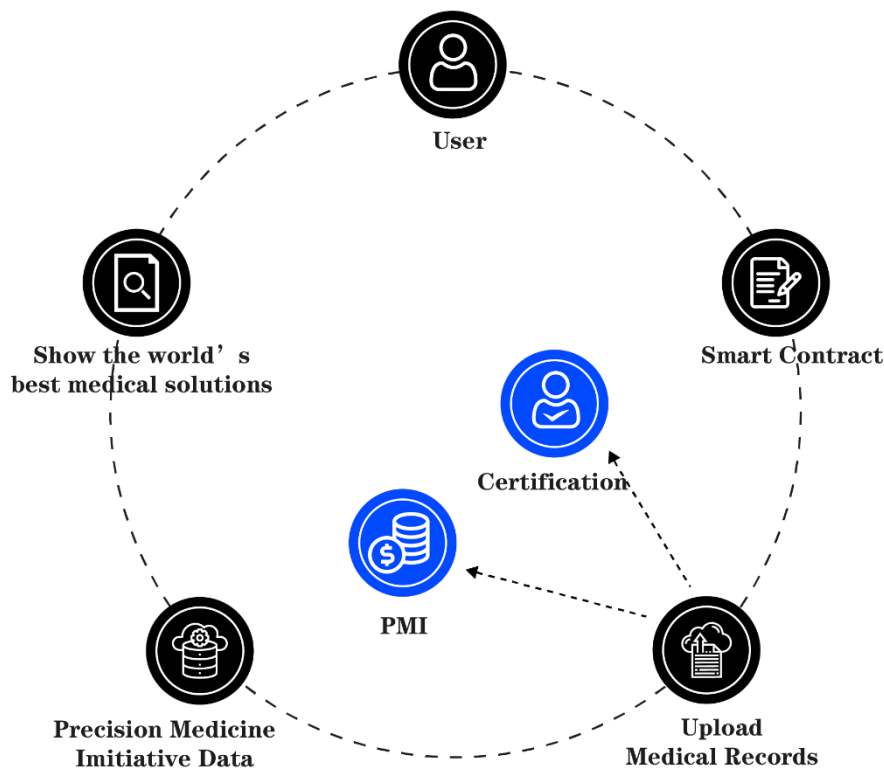 User
Show the world’s
best medical solutions
Smart Contract
Certification
PMI
Precision Medicine
Imitiative Data
Upload
Medical Records